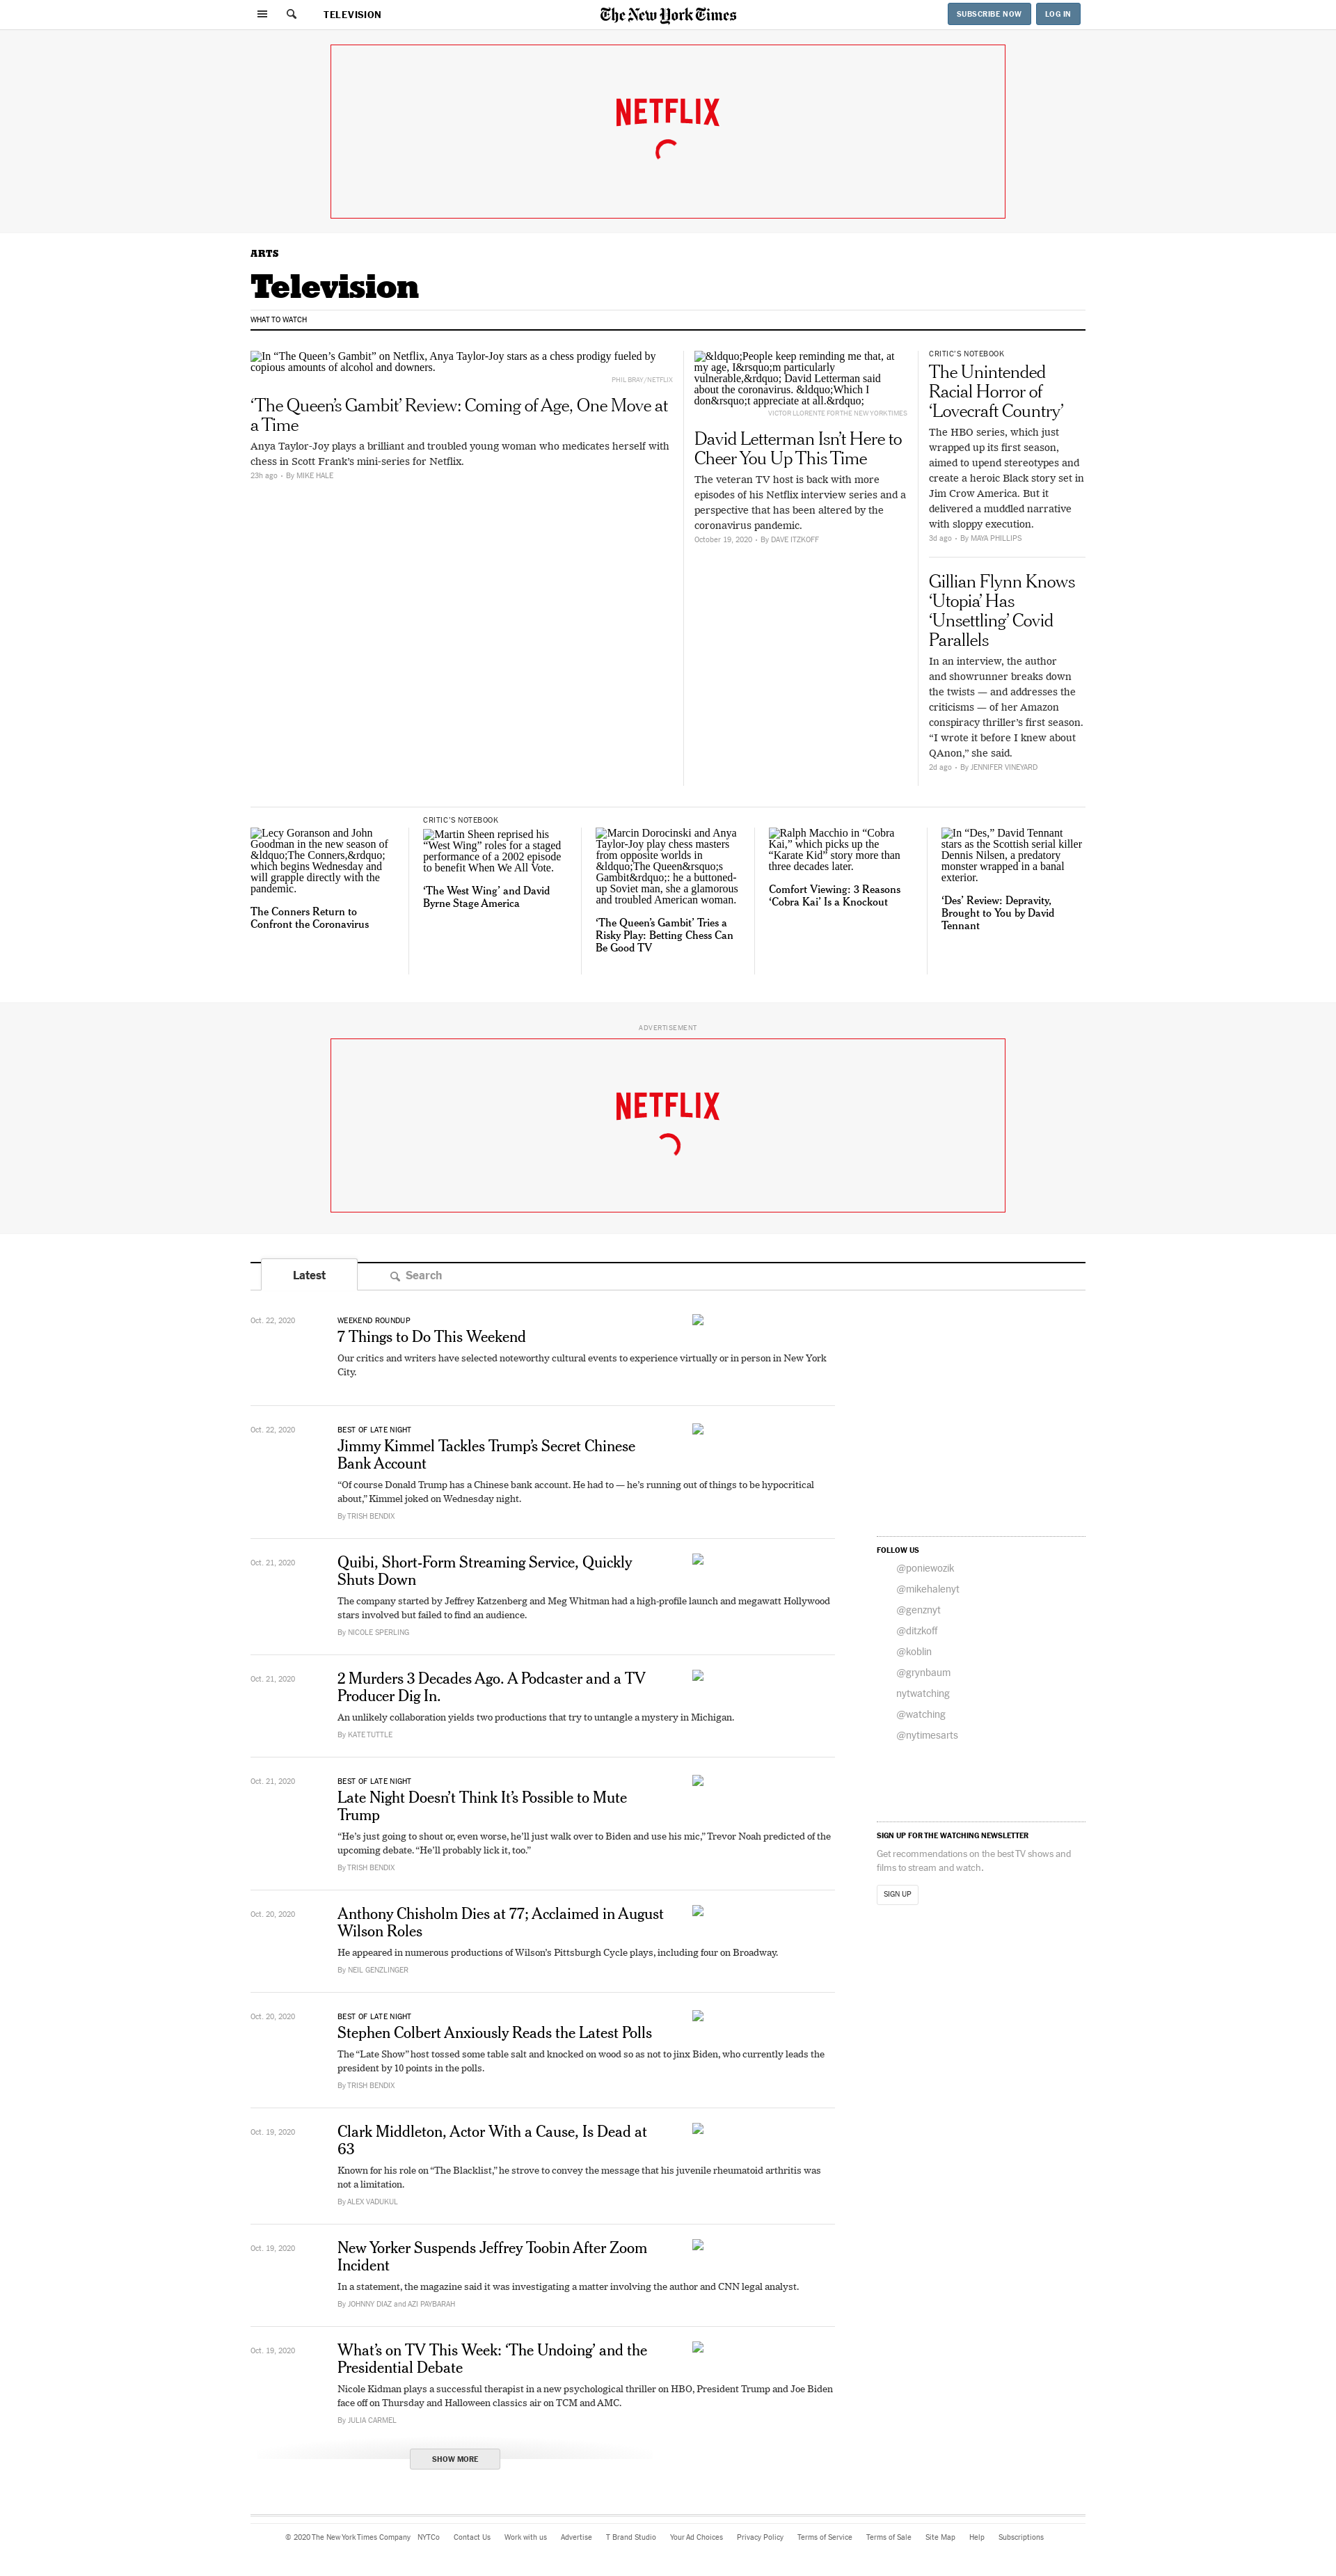 TELEVISION
The New York Times
SUBSCRIBE NOW
LOG IN
NETFLIX
ARTS
Television
WHAT TO WATCH
In “The Queen’s Gambit” on Netflix, Anya Taylor-Joy stars as a chess prodigy fueled by
copious amounts of alcohol and downers.
PHIL BRAY/NETFLIX
‘The Queen’s Gambit’ Review: Coming of Age, One Move at
a Time
Anya Taylor-Joy plays a brilliant and troubled young woman who medicates herself with
chess in Scott Frank’s mini-series for Netflix.
23h ago • By MIKE HALE
&ldquo;People keep reminding me that, at
my age, I&rsquo;m particularly
vulnerable,&rdquo; David Letterman said
about the coronavirus. &ldquo;Which I
don&rsquo;t appreciate at all.&rdquo;
VICTOR LLORENTE FOR THE NEW YORK TIMES
David Letterman Isn’t Here to
Cheer You Up This Time
The veteran TV host is back with more
episodes of his Netflix interview series and a
perspective that has been altered by the
coronavirus pandemic.
October 19, 2020 • By DAVE ITZKOFF
CRITIC’S NOTEBOOK
The Unintended
Racial Horror of
‘Lovecraft Country’
The HBO series, which just
wrapped up its first season,
aimed to upend stereotypes and
create a heroic Black story set in
Jim Crow America. But it
delivered a muddled narrative
with sloppy execution.
3d ago • By MAYA PHILLIPS
Gillian Flynn Knows
‘Utopia’ Has
‘Unsettling’ Covid
Parallels
In an interview, the author
and showrunner breaks down
the twists — and addresses the
criticisms — of her Amazon
conspiracy thriller’s first season.
“I wrote it before I knew about
QAnon,” she said.
2d ago • By JENNIFER VINEYARD
Lecy Goranson and John
Goodman in the new season of
&ldquo;The Conners,&rdquo;
which begins Wednesday and
will grapple directly with the
pandemic.
The Conners Return to
Confront the Coronavirus
CRITIC’S NOTEBOOK
Martin Sheen reprised his
“West Wing” roles for a staged
performance of a 2002 episode
to benefit When We All Vote.
‘The West Wing’ and David
Byrne Stage America
Marcin Dorocinski and Anya
Taylor-Joy play chess masters
from opposite worlds in
&ldquo;The Queen&rsquo;s
Gambit&rdquo;: he a buttoned-
up Soviet man, she a glamorous
and troubled American woman.
‘The Queen’s Gambit’ Tries a
Risky Play: Betting Chess Can
Be Good TV
Ralph Macchio in “Cobra
Kai,” which picks up the
“Karate Kid” story more than
three decades later.
Comfort Viewing: 3 Reasons
‘Cobra Kai’ Is a Knockout
In “Des,” David Tennant
stars as the Scottish serial killer
Dennis Nilsen, a predatory
monster wrapped in a banal
exterior.
‘Des’ Review: Depravity,
Brought to You by David
Tennant
ADVERTISEMENT
NETFLIX
Latest
Search
Oct. 22, 2020
WEEKEND ROUNDUP
7 Things to Do This Weekend
Our critics and writers have selected noteworthy cultural events to experience virtually or in person in New York
City.
Oct. 22, 2020
BEST OF LATE NIGHT
Jimmy Kimmel Tackles Trump’s Secret Chinese
Bank Account
“Of course Donald Trump has a Chinese bank account. He had to — he’s running out of things to be hypocritical
about,” Kimmel joked on Wednesday night.
By TRISH BENDIX
Oct. 21, 2020
Quibi, Short-Form Streaming Service, Quickly
Shuts Down
The company started by Jeffrey Katzenberg and Meg Whitman had a high-profile launch and megawatt Hollywood
stars involved but failed to find an audience.
By NICOLE SPERLING
Oct. 21, 2020
2 Murders 3 Decades Ago. A Podcaster and a TV
Producer Dig In.
An unlikely collaboration yields two productions that try to untangle a mystery in Michigan.
By KATE TUTTLE
Oct. 21, 2020
BEST OF LATE NIGHT
Late Night Doesn’t Think It’s Possible to Mute
Trump
“He’s just going to shout or, even worse, he’ll just walk over to Biden and use his mic,” Trevor Noah predicted of the
upcoming debate. “He’ll probably lick it, too.”
By TRISH BENDIX
Oct. 20, 2020
Anthony Chisholm Dies at 77; Acclaimed in August
Wilson Roles
He appeared in numerous productions of Wilson’s Pittsburgh Cycle plays, including four on Broadway.
By NEIL GENZLINGER
Oct. 20, 2020
BEST OF LATE NIGHT
Stephen Colbert Anxiously Reads the Latest Polls
The “Late Show” host tossed some table salt and knocked on wood so as not to jinx Biden, who currently leads the
president by 10 points in the polls.
By TRISH BENDIX
Oct. 19, 2020
Clark Middleton, Actor With a Cause, Is Dead at
63
Known for his role on “The Blacklist,” he strove to convey the message that his juvenile rheumatoid arthritis was
not a limitation.
By ALEX VADUKUL
Oct. 19, 2020
New Yorker Suspends Jeffrey Toobin After Zoom
Incident
In a statement, the magazine said it was investigating a matter involving the author and CNN legal analyst.
By JOHNNY DIAZ and AZI PAYBARAH
Oct. 19, 2020
What’s on TV This Week: ‘The Undoing’ and the
Presidential Debate
Nicole Kidman plays a successful therapist in a new psychological thriller on HBO, President Trump and Joe Biden
face off on Thursday and Halloween classics air on TCM and AMC.
By JULIA CARMEL
SHOW MORE
FOLLOW US
@poniewozik
@mikehalenyt
@genznyt
@ditzkoff
@koblin
@grynbaum
nytwatching
@watching
@nytimesarts
SIGN UP FOR THE WATCHING NEWSLETTER
Get recommendations on the best TV shows and
films to stream and watch.
SIGN UP
© 2020 The New York Times Company NYTCo Contact Us Work with us Advertise T Brand Studio Your Ad Choices Privacy Policy Terms of Service Terms of Sale Site Map Help Subscriptions